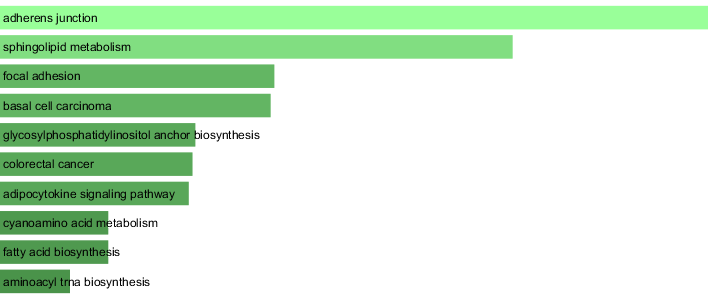 adherens junction
sphingolipid metabolism
focal adhesion
basal cell carcinoma
glycosylphosphatidylinositol anchor biosynthesis
colorectal cancer
adipocytokine signaling pathway
cyanoamino acid metabolism
fatty acid biosynthesis
aminoacyl trna biosynthesis